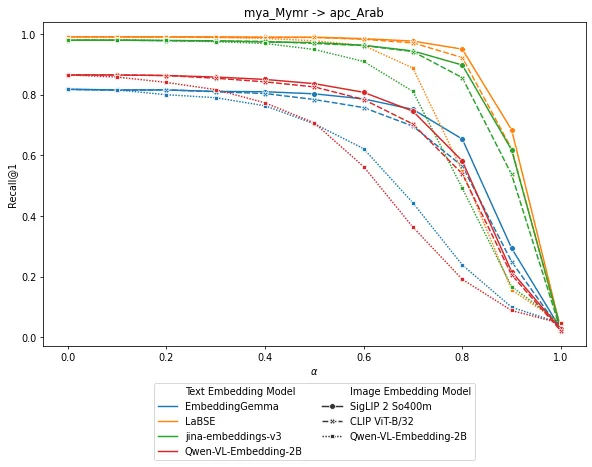 mya_Mymr -> apc_Arab
1.0
0.8
0.6
0.4
0.2
0.0
Recall@1
0.0 0.2 0.4 0.6 0.8 1.0
α
Text Embedding Model
EmbeddingGemma
LaBSE
jina-embeddings-v3
Qwen-VL-Embedding-2B
Image Embedding Model
SigLIP 2 So400m
CLIP ViT-B/32
Qwen-VL-Embedding-2B